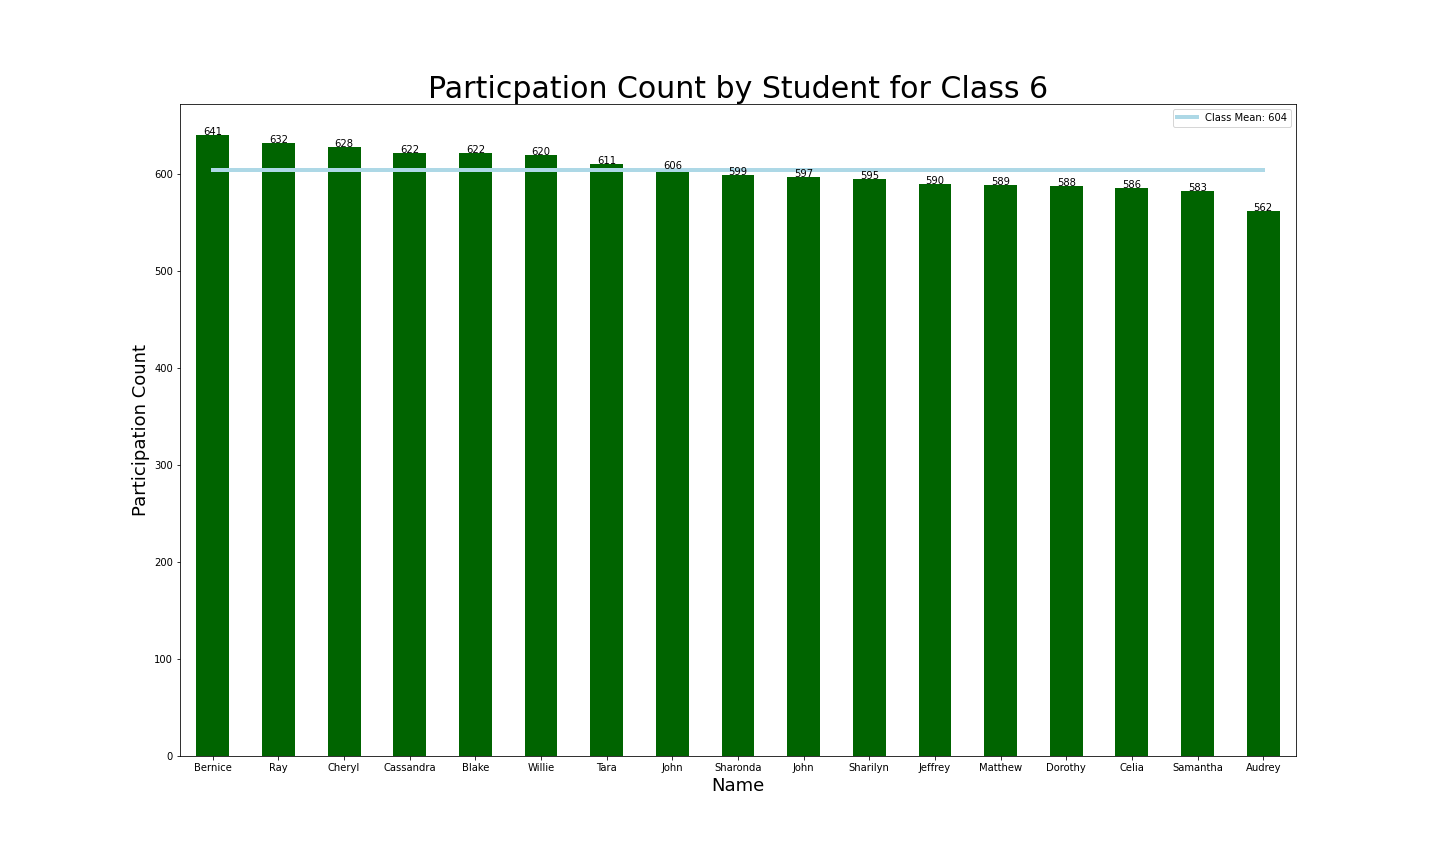 Particpation Count by Student for Class 6
Class Mean: 604
641 632 628 622 622 620 611 606 599 597 595 590 589 588 586 583 562
600
500
400
300
200
100
0
Participation Count
Bernice Ray Cheryl Cassandra Blake Willie Tara John Sharonda John Sharilyn Jeffrey Matthew Dorothy Celia Samantha Audrey
Name